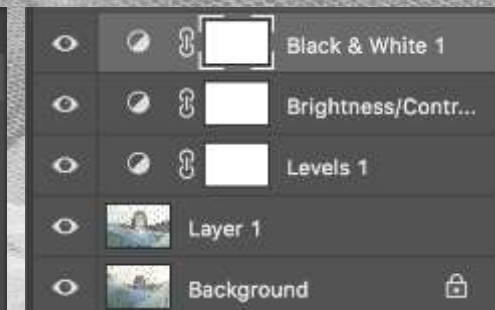 Black & White 1
Brightness/Contr...
Levels 1
Layer 1
Background